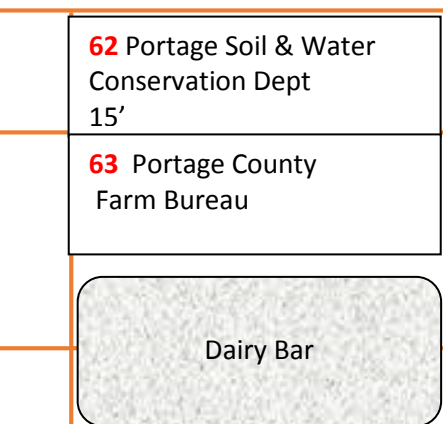 62 Portage Soil & Water
Conservation Dept
15’
63 Portage County
Farm Bureau
Dairy Bar